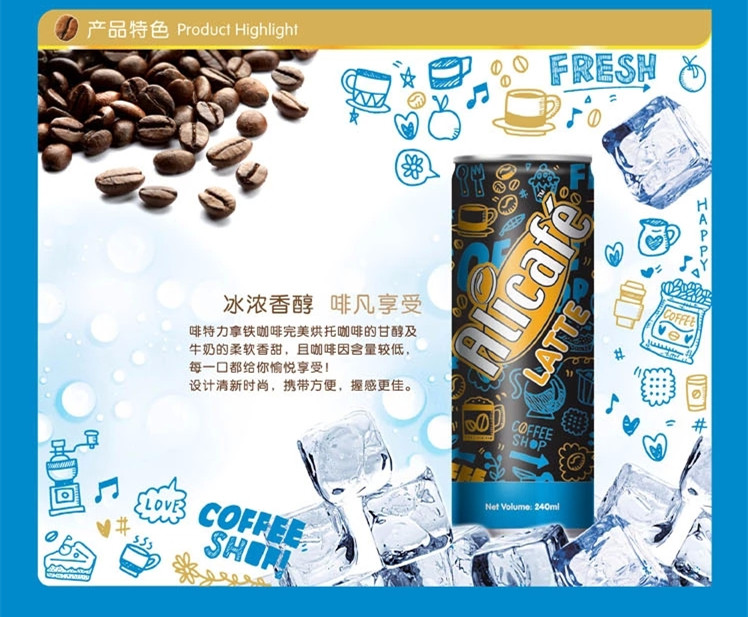 产品特色 Product Highlight
FRESH
HAPPY
COFFEE
冰浓香醇 啡凡享受
啡特力拿铁咖啡完美烘托咖啡的甘醇及
牛奶的柔软香甜，且咖啡因含量较低，
每一口都给你愉悦享受！
设计清新时尚，携带方便，握感更佳。
Alicafé
LATTE
COFFEE
SHOP
Net Volume: 240ml
LOVE
COFFEE
SHOP!